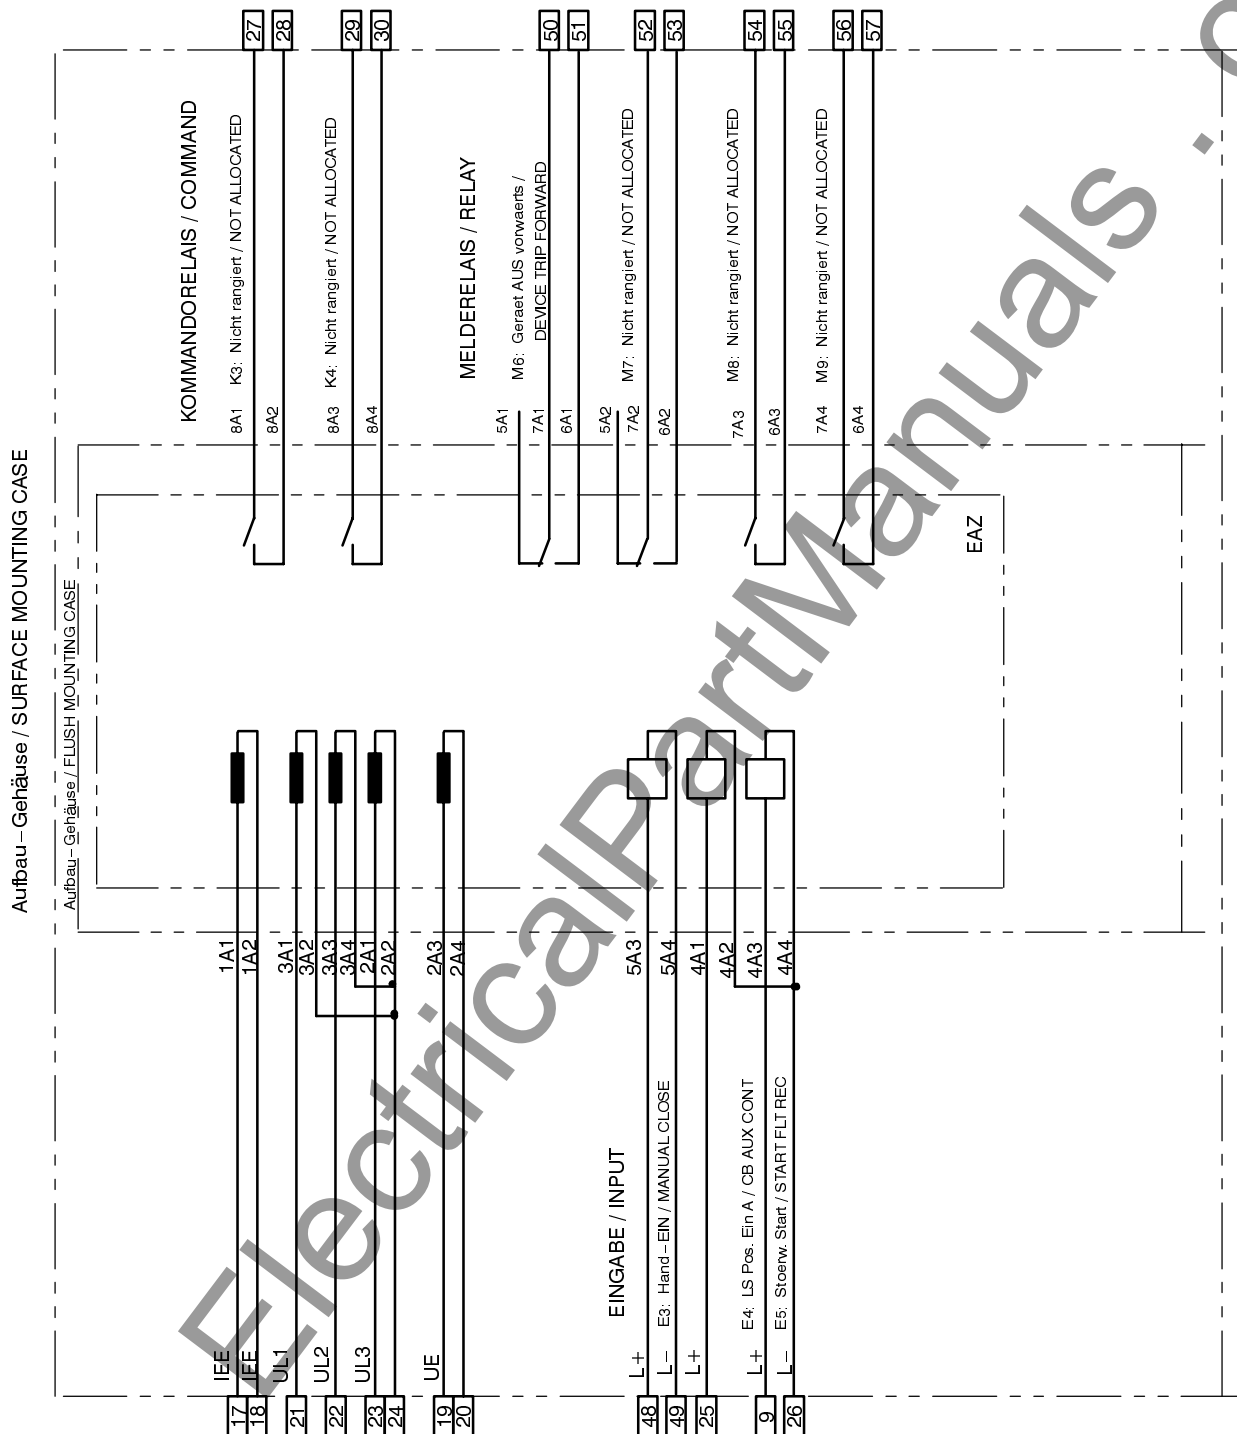 Aufbau–Gehäuse / SURFACE MOUNTING CASE
Aufbau–Gehäuse / FLUSH MOUNTING CASE
IEE
IEE
UL1
UL2
UL3
UE
17
18
21
22
23
24
19
20
1A1
1A2
3A1
3A2
3A3
3A4
2A1
2A2
2A3
2A4
EINGABE / INPUT
L+
E3: Hand–EIN / MANUAL CLOSE
L–
L+
E4: LS Pos. Ein A / CB AUX CONT
L+
E5: Stoerw. Start / START FLT REC
L–
48
49
25
9
26
5A3
5A4
4A1
4A2
4A3
4A4
KOMMANDORELAIS / COMMAND
8A1
K3: Nicht rangiert / NOT ALLOCATED
27
8A2
28
8A3
K4: Nicht rangiert / NOT ALLOCATED
29
8A4
30
MELDERELAIS / RELAY
5A1
M6: Geraet AUS vorwaerts /
DEVICE TRIP FORWARD
7A1
50
6A1
51
5A2
M7: Nicht rangiert / NOT ALLOCATED
7A2
52
6A2
53
M8: Nicht rangiert / NOT ALLOCATED
7A3
54
6A3
55
M9: Nicht rangiert / NOT ALLOCATED
7A4
56
6A4
57
EAZ
ElectricalPartManuals .